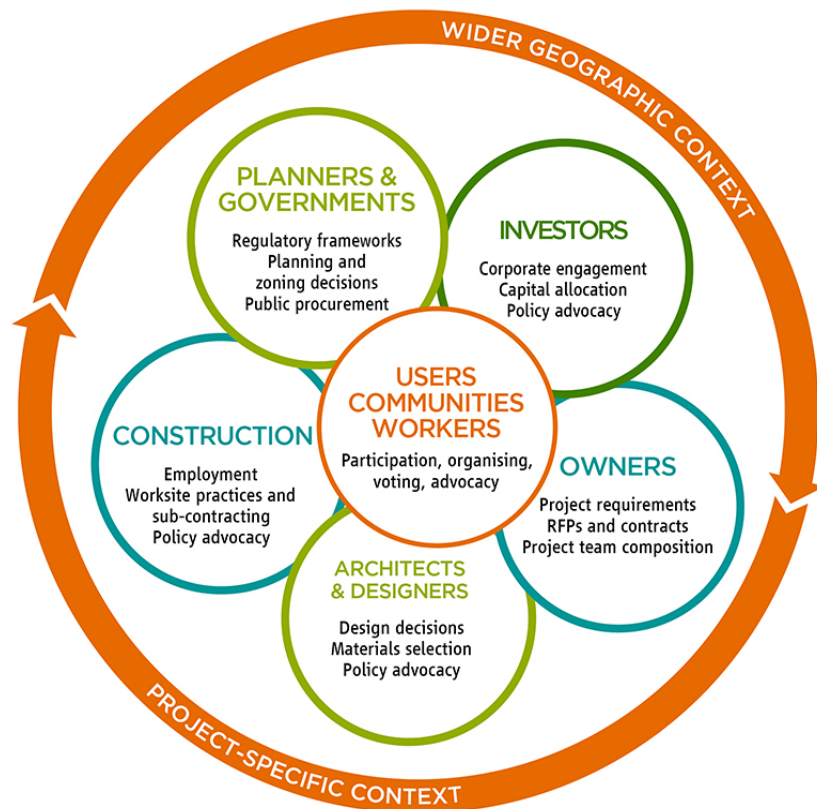 WIDER GEOGRAPHIC CONTEXT
PLANNERS &
GOVERNMENTS
Regulatory frameworks
Planning and
zoning decisions
Public procurement
INVESTORS
Corporate engagement
Capital allocation
Policy advocacy
USERS
COMMUNITIES
WORKERS
Participation, organising,
voting, advocacy
CONSTRUCTION
Employment
Worksite practices and
sub-contracting
Policy advocacy
OWNERS
Project requirements
RFPs and contracts
Project team composition
ARCHITECTS
& DESIGNERS
Design decisions
Materials selection
Policy advocacy
PROJECT-SPECIFIC CONTEXT